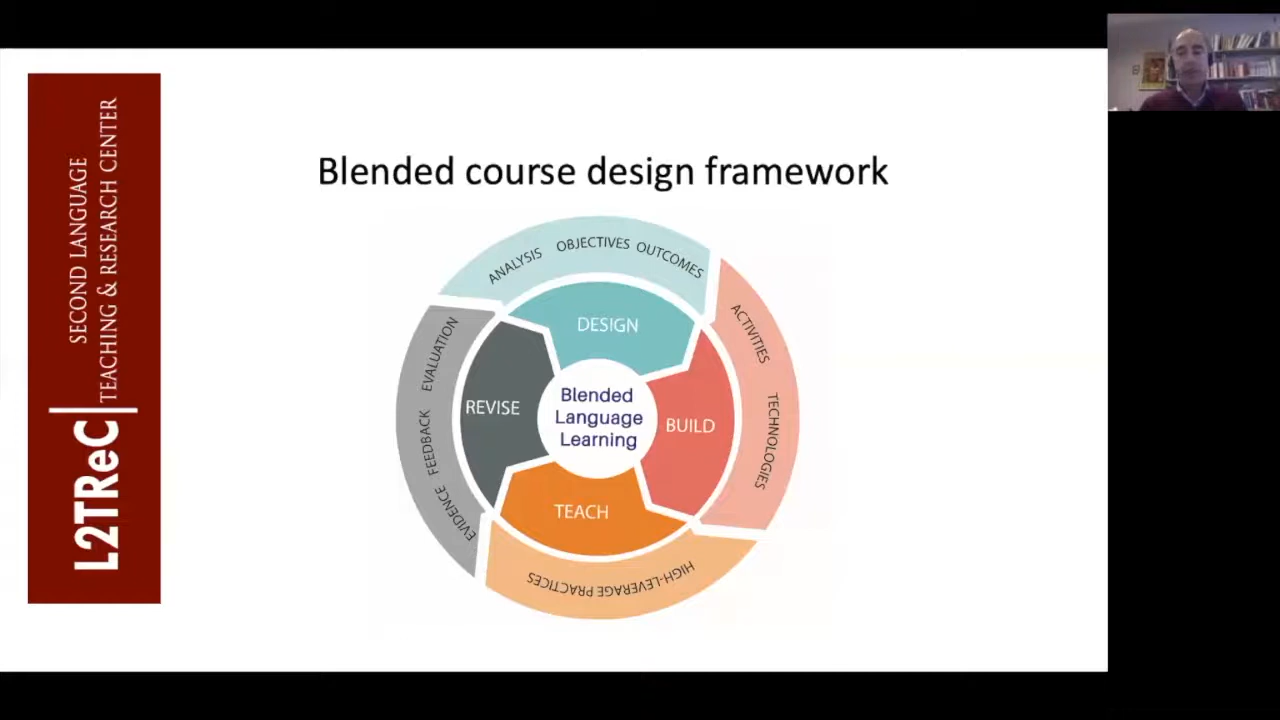 SECOND LANGUAGE
TEACHING & RESEARCH CENTER
L2TReC
Blended course design framework
ANALYSIS OBJECTIVES OUTCOMES
DESIGN
ACTIVITIES TECHNOLOGIES
BUILD
HIGH-LEVERAGE PRACTICES
TEACH
EVIDENCE FEEDBACK EVALUATION
REVISE
Blended
Language
Learning